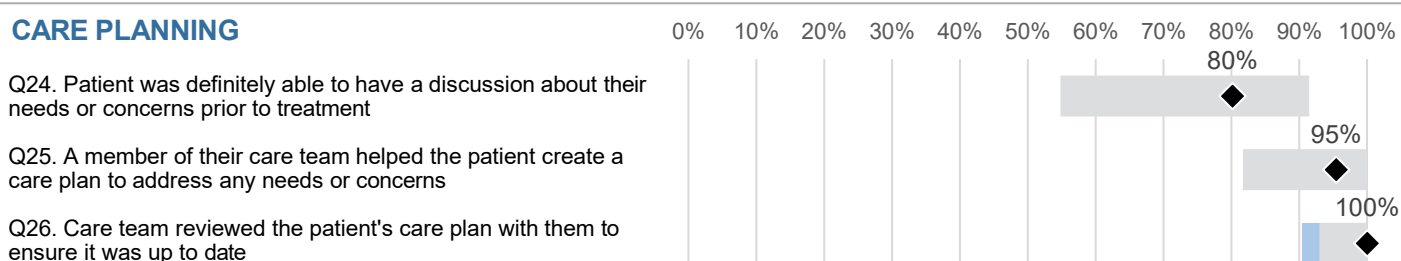 CARE PLANNING
0% 10% 20% 30% 40% 50% 60% 70% 80% 90% 100%
80%
Q24. Patient was definitely able to have a discussion about their
needs or concerns prior to treatment
95%
Q25. A member of their care team helped the patient create a
care plan to address any needs or concerns
100%
Q26. Care team reviewed the patient's care plan with them to
ensure it was up to date